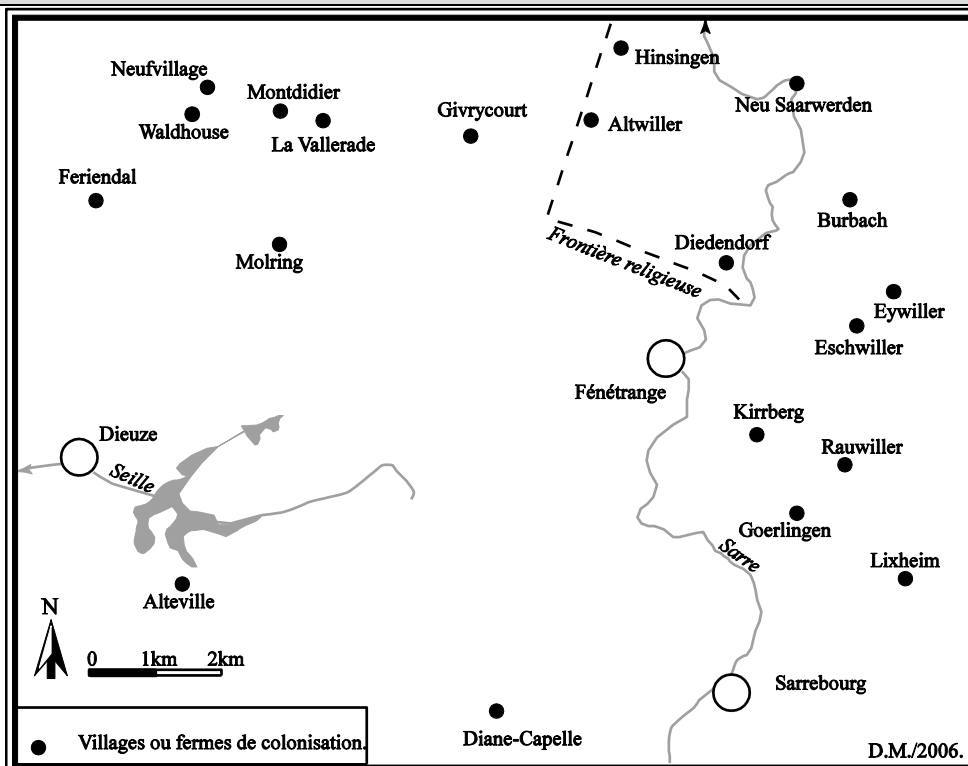 Hinsingen
Neufvillage
Montdidier
Neu Saarwerden
Givrycourt
Altwiller
Waldhouse
La Vallerade
Feriendal
Burbach
Diedendorf
Frontière religieuse
Molring
Eywiller
Eschwiller
Fénétrange
Kirrberg
Dieuze
Rauwiller
Seille
Goerlingen
Sarre
Lixheim
Alteville
N
0 1km 2km
Sarrebourg
Diane-Capelle
Villages ou fermes de colonisation.
D.M./2006.